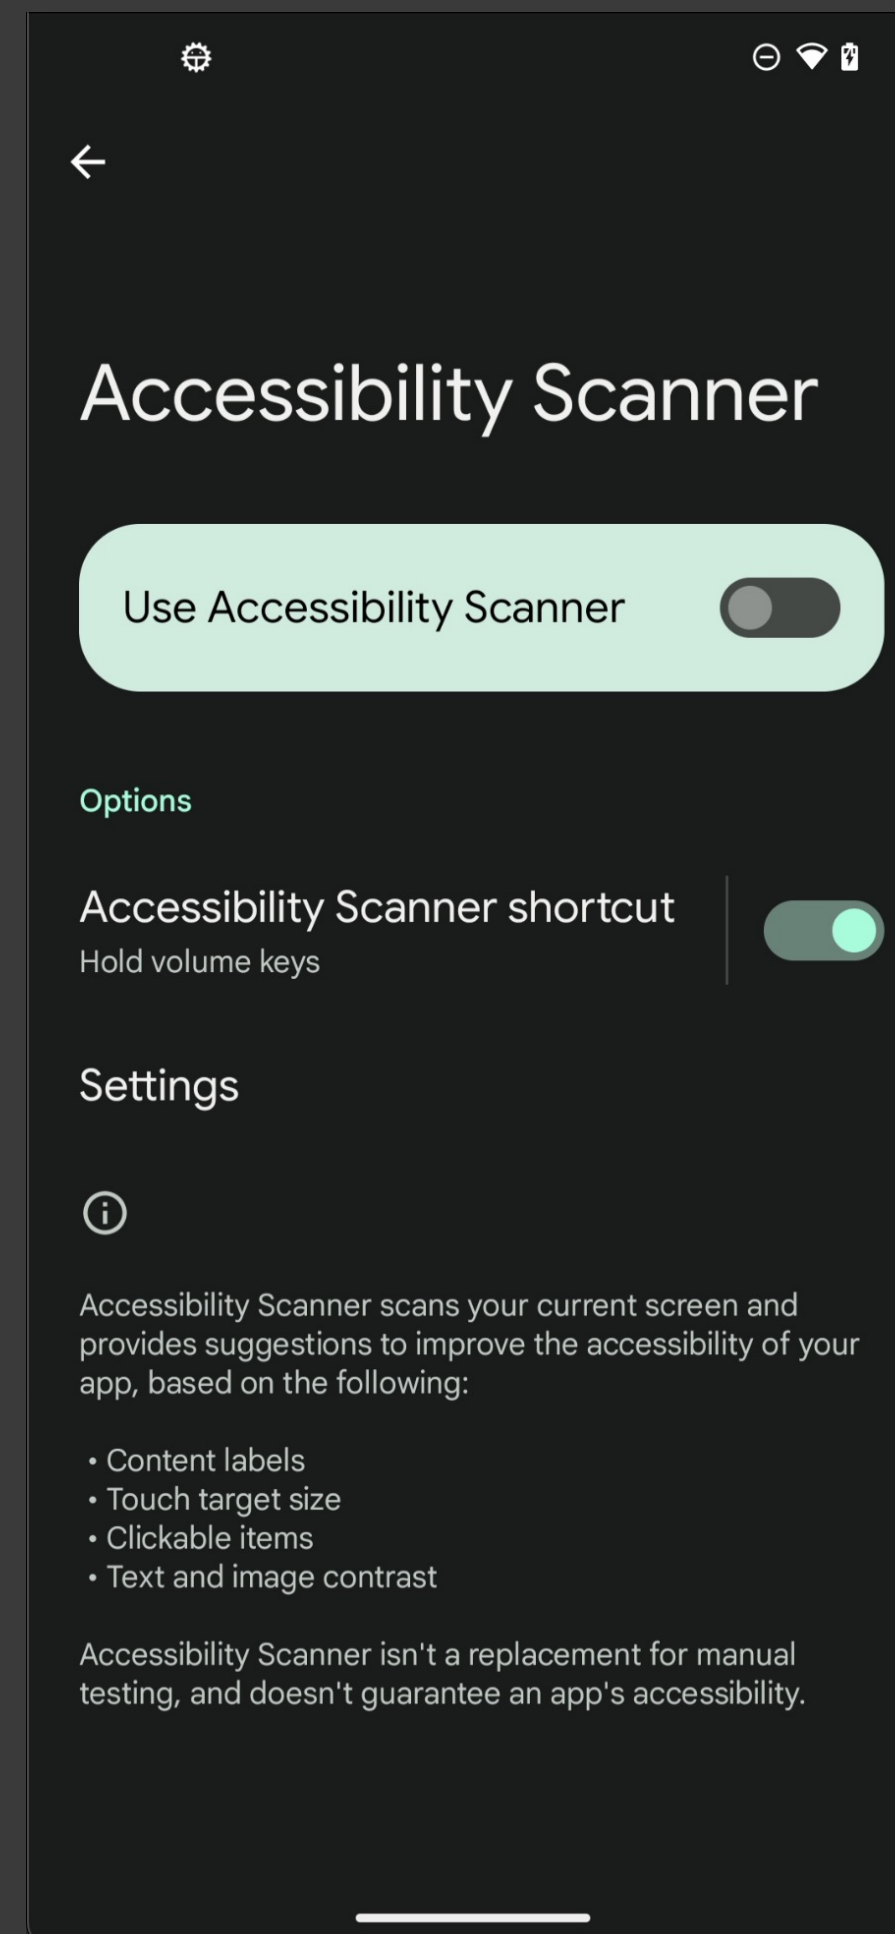 Accessibility Scanner
Use Accessibility Scanner
Options
Accessibility Scanner shortcut
Hold volume keys
Settings
Accessibility Scanner scans your current screen and
provides suggestions to improve the accessibility of your
app, based on the following:
• Content labels
• Touch target size
• Clickable items
• Text and image contrast
Accessibility Scanner isn't a replacement for manual
testing, and doesn't guarantee an app's accessibility.